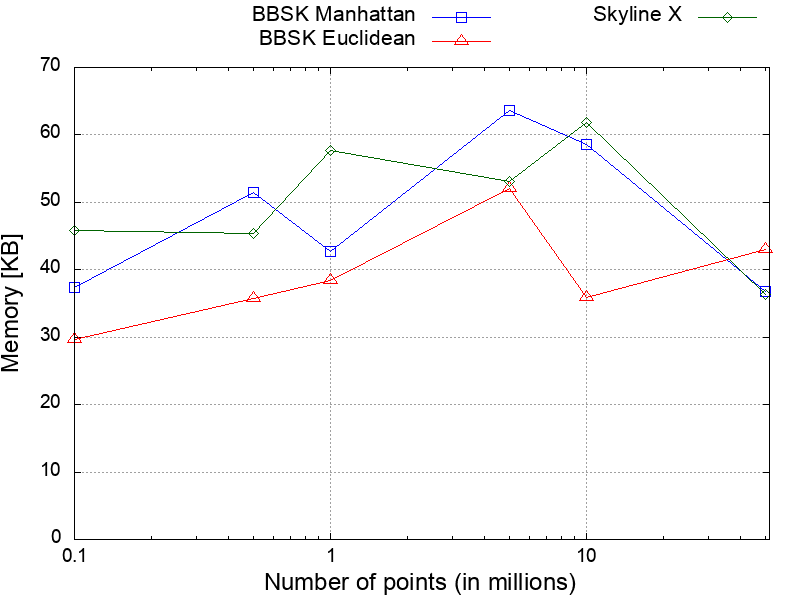 BBSK Manhattan
BBSK Euclidean
Skyline X
70
60
50
40
30
20
10
0
Memory [KB]
0.1
1
10
Number of points (in millions)